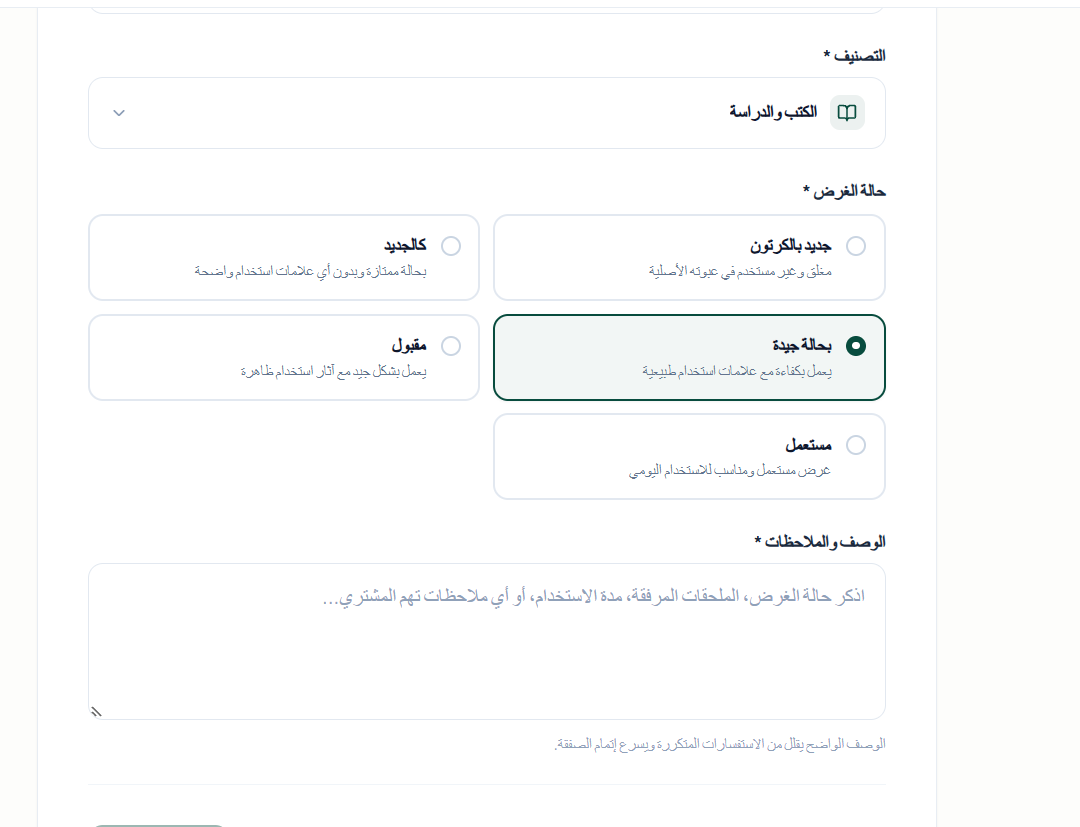 التصنيف *
الكتب والدراسة
حالة الغرض *
جديد بالكرتون
مغلق وغير مستخدم في عبوته الأصلية
كالجديد
بحالة ممتازة وبدون أي علامات استخدام واضحة
بحالة جيدة
يعمل بكفاءة مع علامات استخدام طبيعية
مقبول
يعمل بشكل جيد مع آثار استخدام ظاهرة
مستعمل
غرض مستعمل ومناسب للاستخدام اليومي
الوصف والملاحظات *
اذكر حالة الغرض، الملحقات المرفقة، مدة الاستخدام، أو أي ملاحظات تهم المشتري...
الوصف الواضح يقلل من الاستفسارات المتكررة ويسرع إتمام الصفقة.